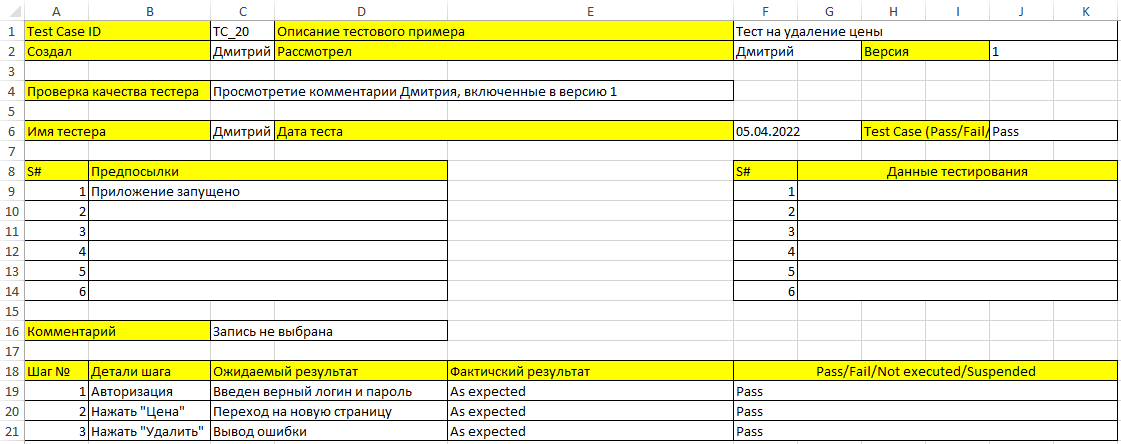 A B C D E F G H I J K
1 Test Case ID TC_20 Описание тестового примера Тест на удаление цены
2 Создал Дмитрий Рассмотрел Дмитрий Версия 1
3
4 Проверка качества тестера Просмотретие комментарии Дмитрия, включенные в версию 1
5
6 Имя тестера Дмитрий Дата теста 05.04.2022 Test Case (Pass/Fail/ Pass
7
8 S# Предпосылки S# Данные тестирования
9 1 Приложение запущено 1
10 2 2
11 3 3
12 4 4
13 5 5
14 6 6
15
16 Комментарий Запись не выбрана
17
18 Шаг № Детали шага Ожидаемый результат Фактичский результат Pass/Fail/Not executed/Suspended
19 1 Авторизация Введен верный логин и пароль As expected Pass
20 2 Нажать "Цена" Переход на новую страницу As expected Pass
21 3 Нажать "Удалить" Вывод ошибки As expected Pass